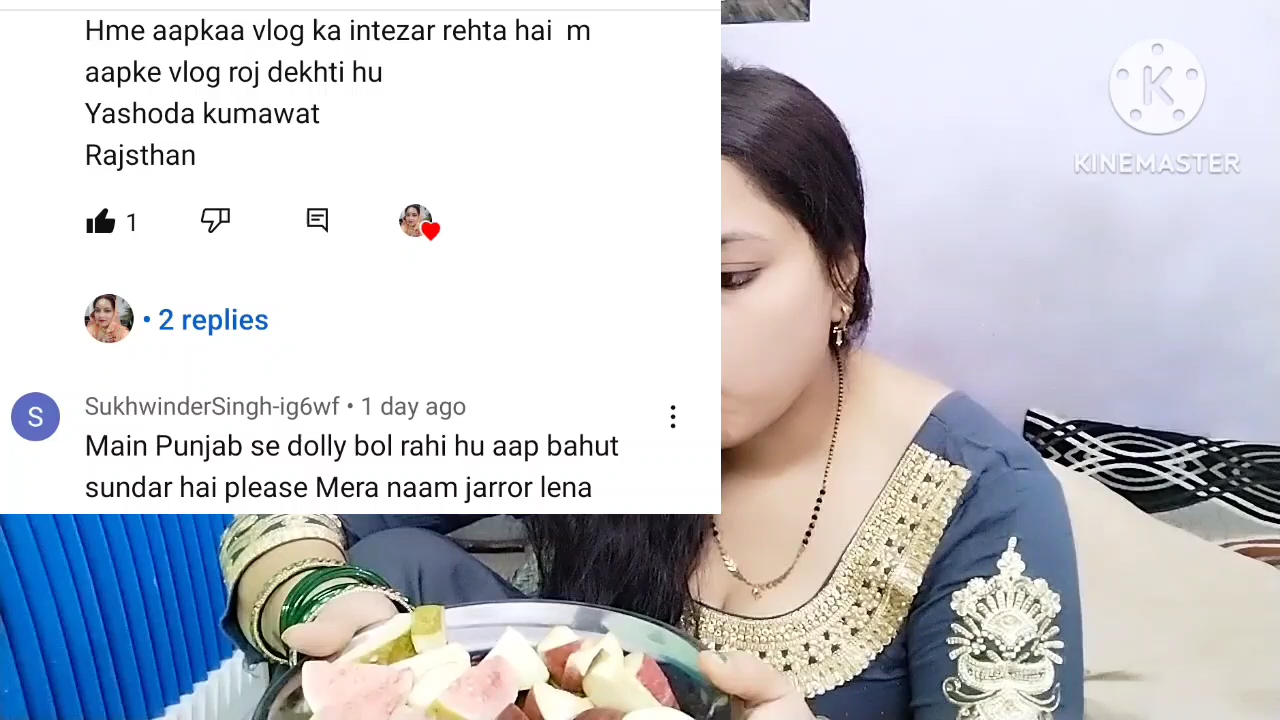 Hme aapkaa vlog ka intezar rehta hai m
aapke vlog roj dekhti hu
Yashoda kumawat
Rajsthan
1
• 2 replies
S
SukhwinderSingh-ig6wf • 1 day ago
Main Punjab se dolly bol rahi hu aap bahut
sundar hai please Mera naam jarror lena
K
KINEMASTER